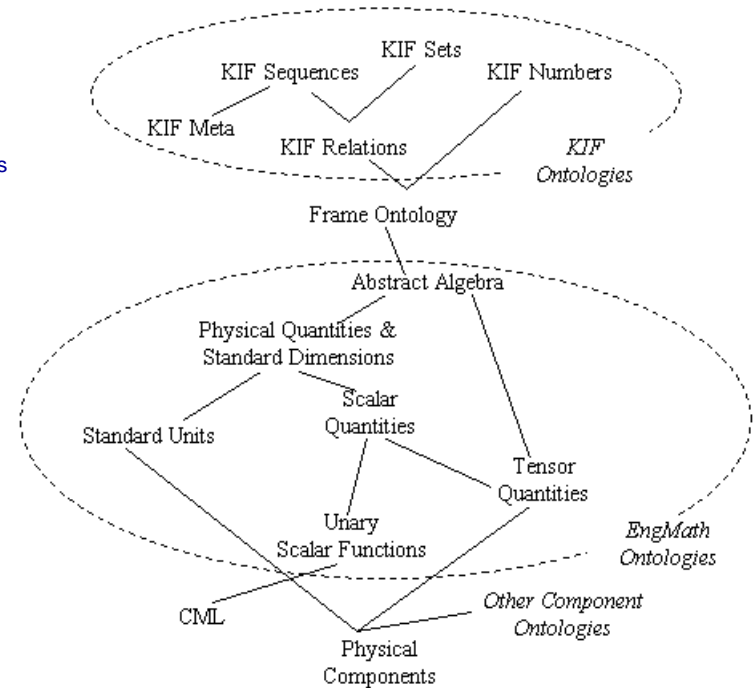 KIF Sets
KIF Sequences
KIF Numbers
KIF Meta
KIF Relations
KIF
Ontologies
s
Frame Ontology
Abstract Algebra
Physical Quantities &
Standard Dimensions
Scalar
Quantities
Standard Units
Tensor
Quantities
Unary
Scalar Functions
EngMath
Ontologies
CML
Other Component
Ontologies
Physical
Components